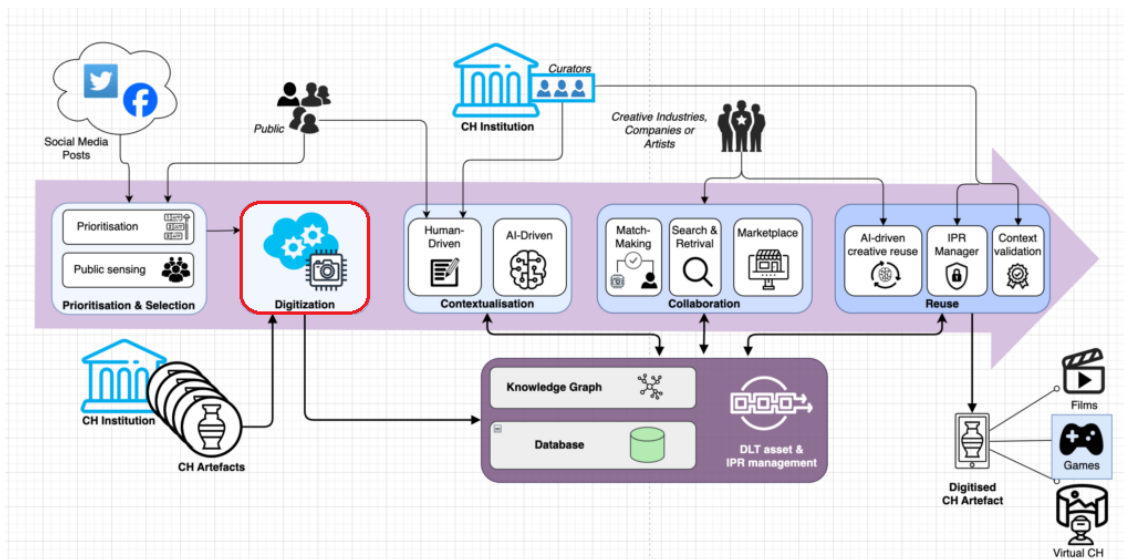 Social Media
Posts
Public
CH Institution
Curators
Creative Industries,
Companies or
Artists
Prioritisation
Public sensing
Prioritisation & Selection
Digitization
Human-
Driven
AI-Driven
Contextualisation
Match-
Making
Search &
Retrival
Marketplace
Collaboration
AI-driven
creative reuse
IPR
Manager
Context
validation
Reuse
CH Institution
CH Artefacts
Knowledge Graph
Database
DLT asset &
IPR management
Digitised
CH Artefact
Films
Games
Virtual CH